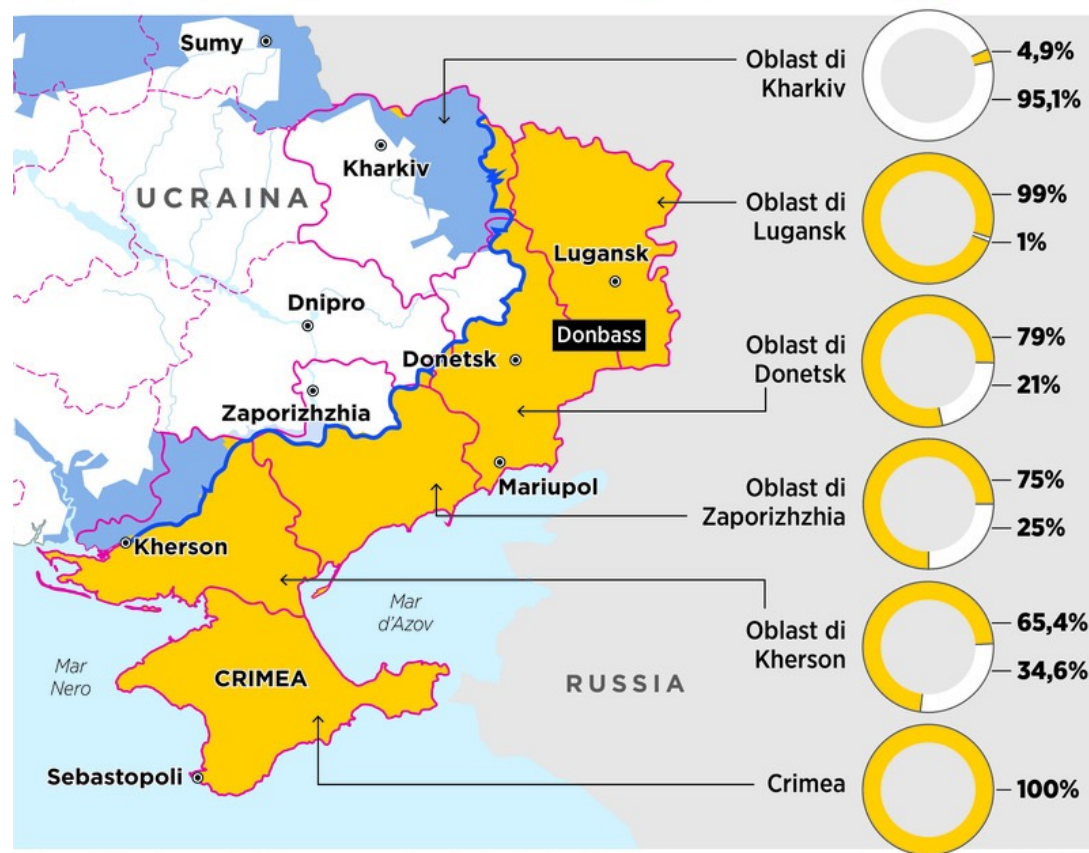 Sumy
Kharkiv
UCRAINA
Lugansk
Dnipro
Donbass
Donetsk
Zaporizhzhia
Mariupol
Kherson
Mar
d'Azov
Mar
Nero
CRIMEA
RUSSIA
Sebastopoli
Oblast di
Kharkiv
4,9%
95,1%
Oblast di
Lugansk
99%
1%
Oblast di
Donetsk
79%
21%
Oblast di
Zaporizhzhia
75%
25%
Oblast di
Kherson
65,4%
34,6%
Crimea
100%